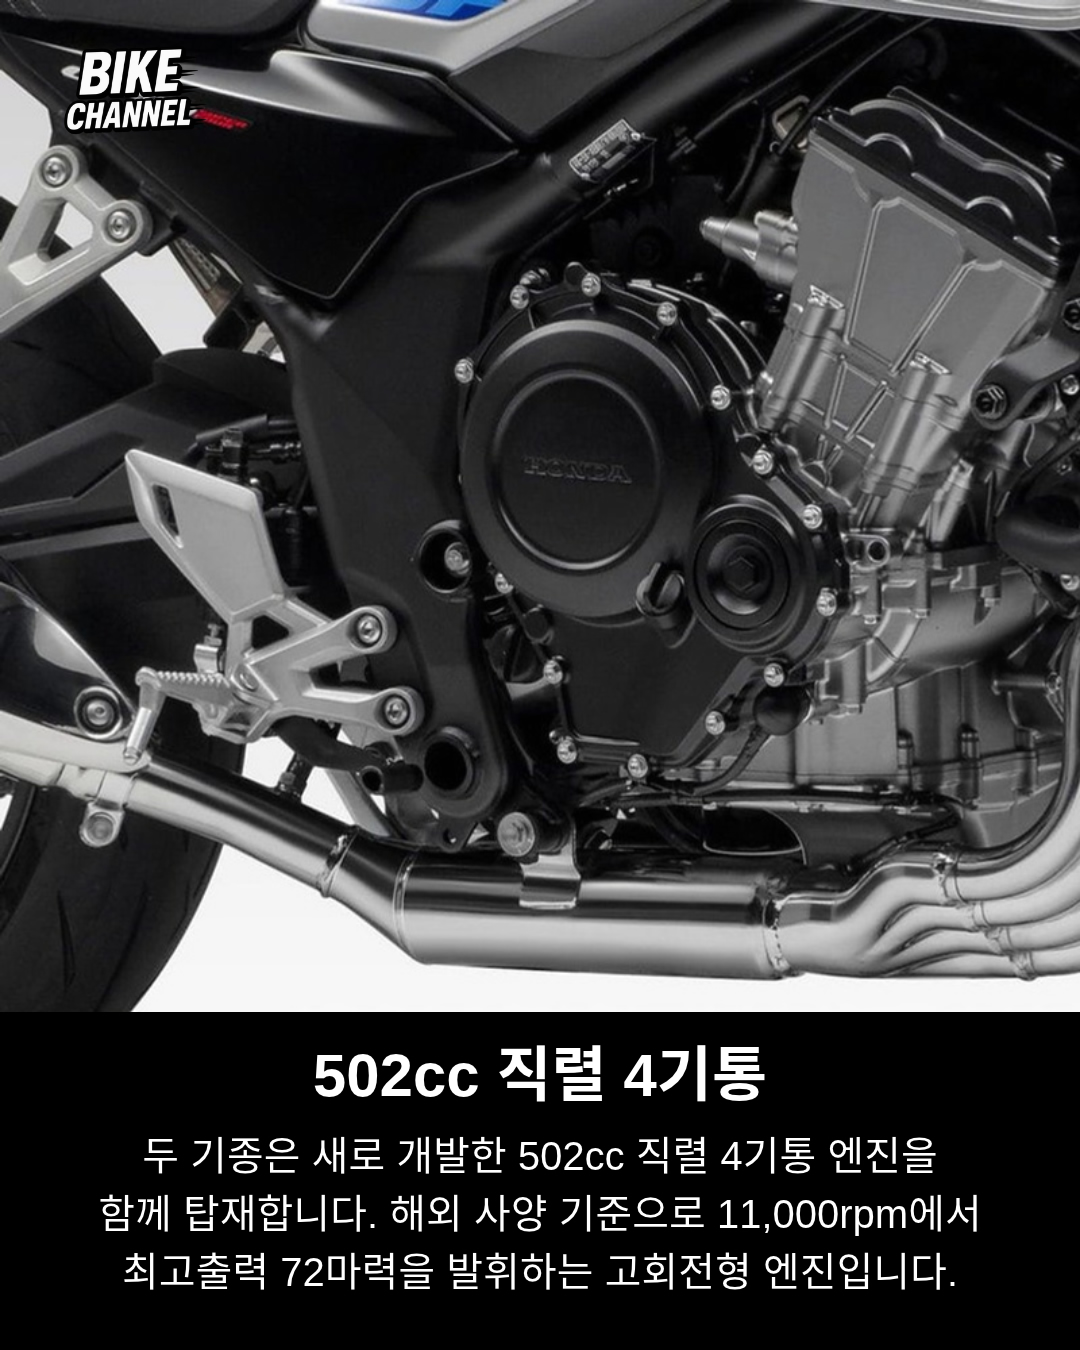 BIKE
CHANNEL
HONDA
502cc 직렬 4기통
두 기종은 새로 개발한 502cc 직렬 4기통 엔진을
함께 탑재합니다. 해외 사양 기준으로 11,000rpm에서
최고출력 72마력을 발휘하는 고회전형 엔진입니다.